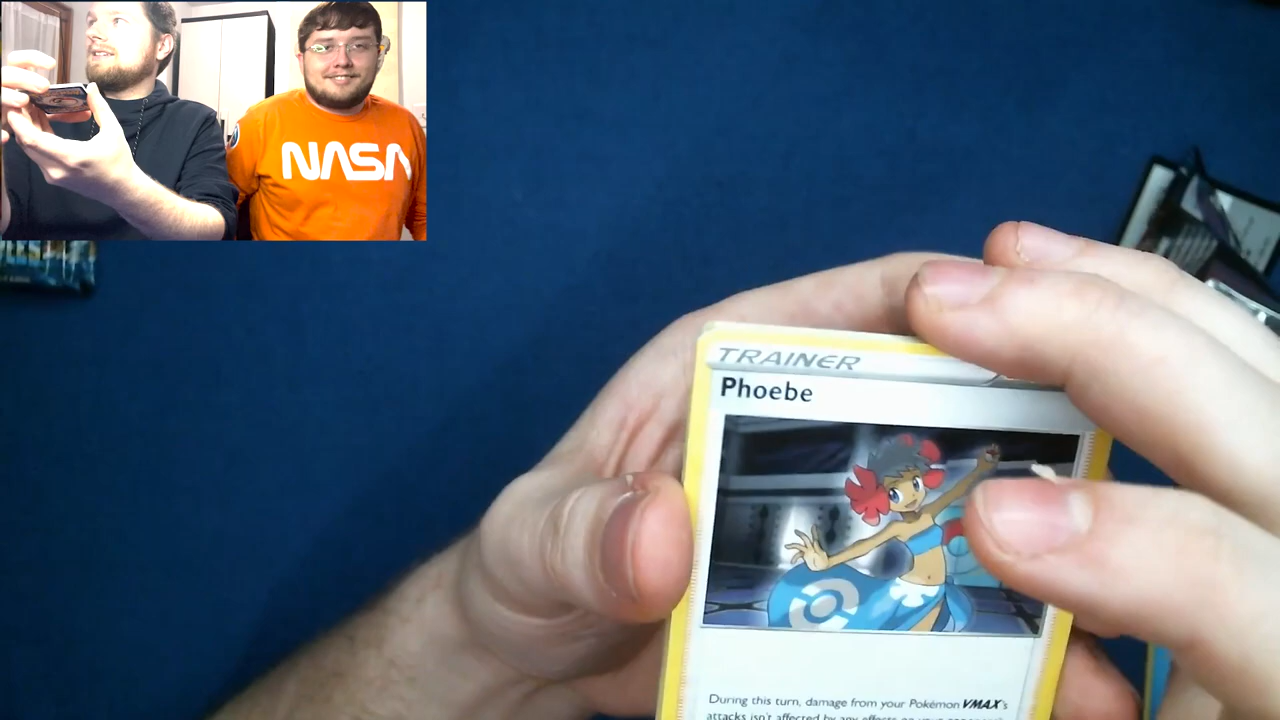 NASA
TRAINER
Phoebe
During this turn, damage from your Pokémon VMAX's
attacks isn't affected by any effects on your